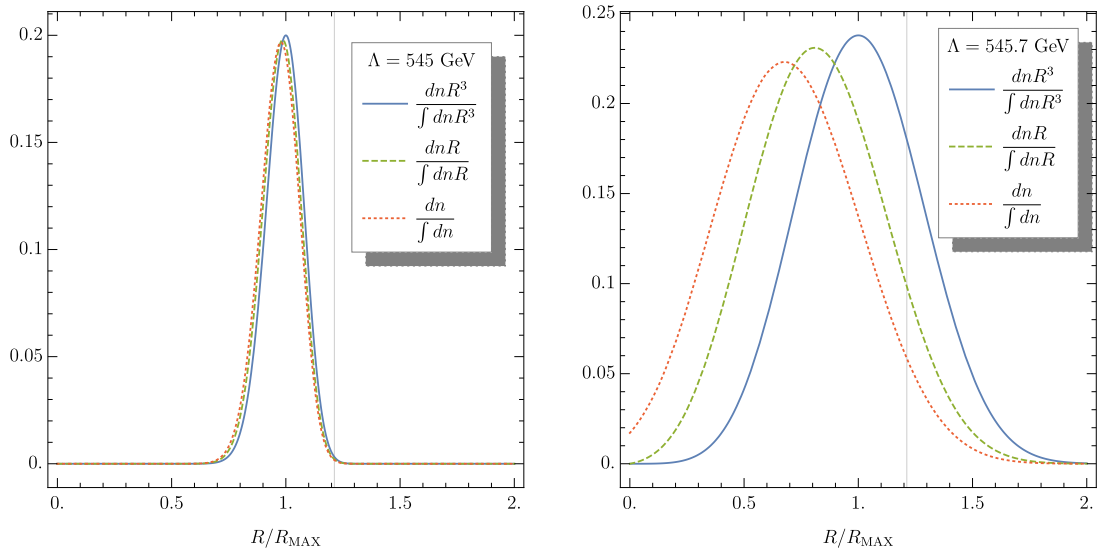 0.2
0.15
0.1
0.05
0.
0.
0.5
1.
1.5
2.
R/R_MAX
Λ = 545 GeV
dnR³
∫ dnR³
dnR
∫ dnR
dn
∫ dn
0.25
0.2
0.15
0.1
0.05
0.
0.
0.5
1.
1.5
2.
R/R_MAX
Λ = 545.7 GeV
dnR³
∫ dnR³
dnR
∫ dnR
dn
∫ dn